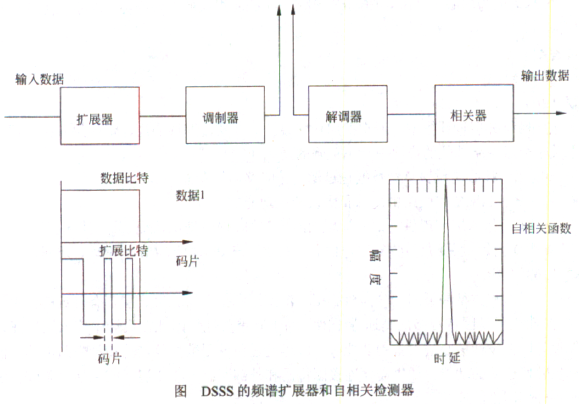 输入数据
输出数据
扩展器
调制器
解调器
相关器
数据比特
数据1
扩展比特
码片
码片
自相关函数
幅度
时延
图 DSSS 的频谱扩展器和自相关检测器